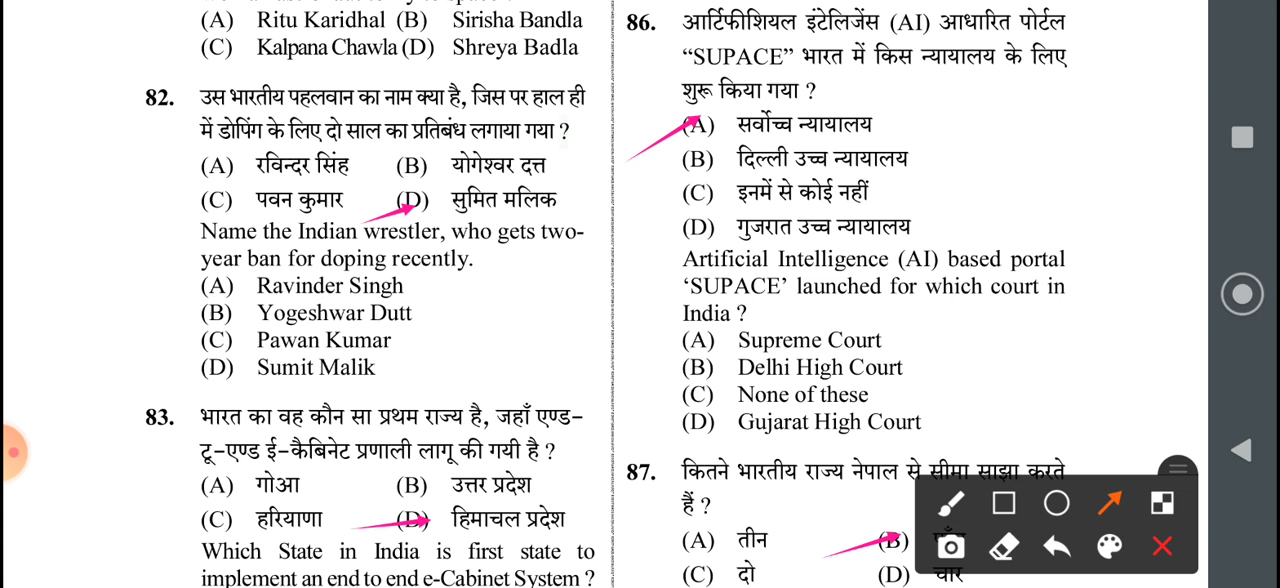 (A) Ritu Karidhal (B) Sirisha Bandla
(C) Kalpana Chawla (D) Shreya Badla
82. उस भारतीय पहलवान का नाम क्या है, जिस पर हाल ही
में डोपिंग के लिए दो साल का प्रतिबंध लगाया गया ?
(A) रविन्दर सिंह (B) योगेश्वर दत्त
(C) पवन कुमार (D) सुमित मलिक
Name the Indian wrestler, who gets two-
year ban for doping recently.
(A) Ravinder Singh
(B) Yogeshwar Dutt
(C) Pawan Kumar
(D) Sumit Malik
83. भारत का वह कौन सा प्रथम राज्य है, जहाँ एण्ड-
टू-एण्ड ई-कैबिनेट प्रणाली लागू की गयी है ?
(A) गोआ (B) उत्तर प्रदेश
(C) हरियाणा (D) हिमाचल प्रदेश
Which State in India is first state to
implement an end to end e-Cabinet System ?
86. आर्टिफीशियल इंटेलिजेंस (AI) आधारित पोर्टल
“SUPACE” भारत में किस न्यायालय के लिए
शुरू किया गया ?
(A) सर्वोच्च न्यायालय
(B) दिल्ली उच्च न्यायालय
(C) इनमें से कोई नहीं
(D) गुजरात उच्च न्यायालय
Artificial Intelligence (AI) based portal
‘SUPACE’ launched for which court in
India ?
(A) Supreme Court
(B) Delhi High Court
(C) None of these
(D) Gujarat High Court
87. कितने भारतीय राज्य नेपाल से सीमा साझा करते
हैं ?
(A) तीन (B)
(C) दो (D) चार